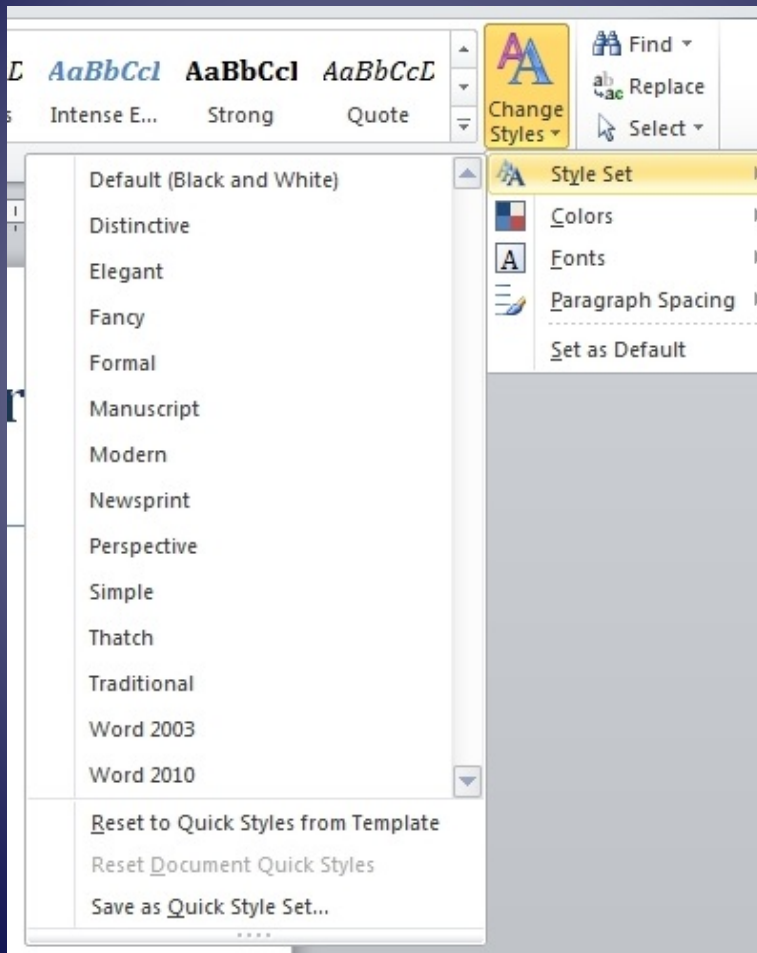 D AaBbCcl AaBbCcl AaBbCcD
s Intense E... Strong Quote
Change
Styles
Find
Replace
Select
Style Set
Colors
Fonts
Paragraph Spacing
Set as Default
Default (Black and White)
Distinctive
Elegant
Fancy
Formal
Manuscript
Modern
Newsprint
Perspective
Simple
Thatch
Traditional
Word 2003
Word 2010
Reset to Quick Styles from Template
Reset Document Quick Styles
Save as Quick Style Set...
r